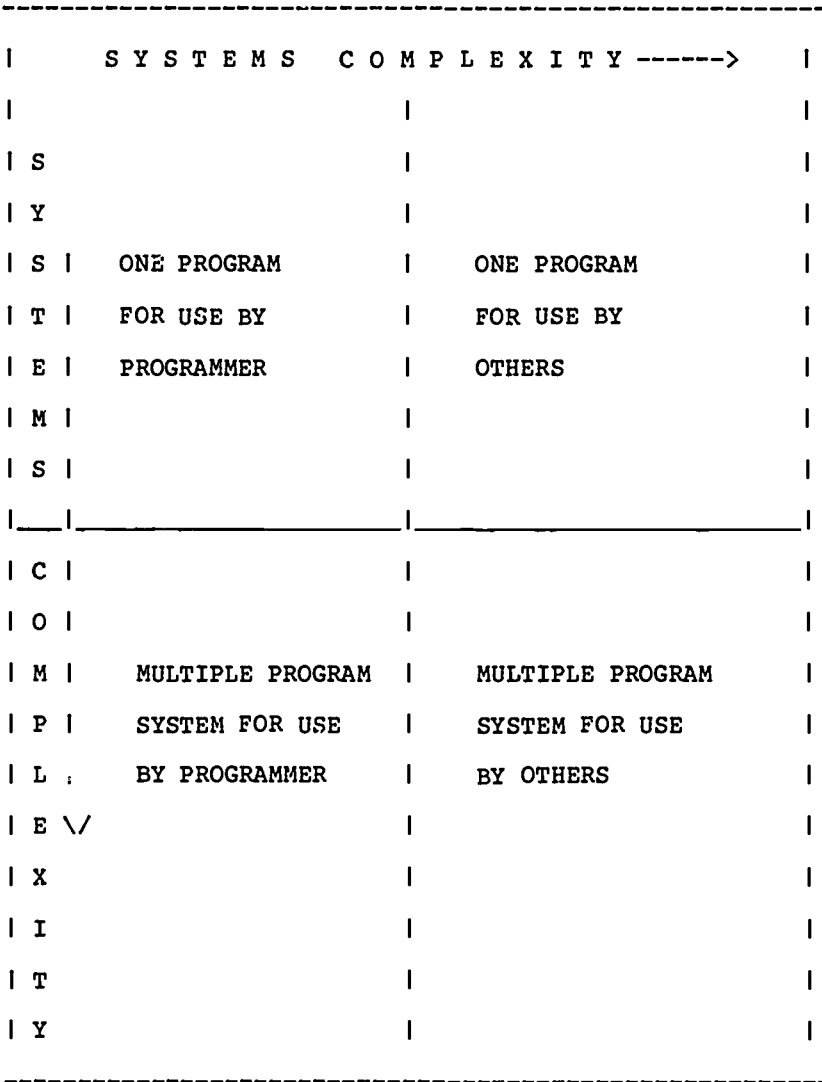 S Y S T E M S   C O M P L E X I T Y ------>
S
Y
S   ONE PROGRAM   ONE PROGRAM
T   FOR USE BY   FOR USE BY
E   PROGRAMMER   OTHERS
M
S
C
O
M   MULTIPLE PROGRAM   MULTIPLE PROGRAM
P   SYSTEM FOR USE   SYSTEM FOR USE
L   BY PROGRAMMER   BY OTHERS
E \/
X
I
T
Y